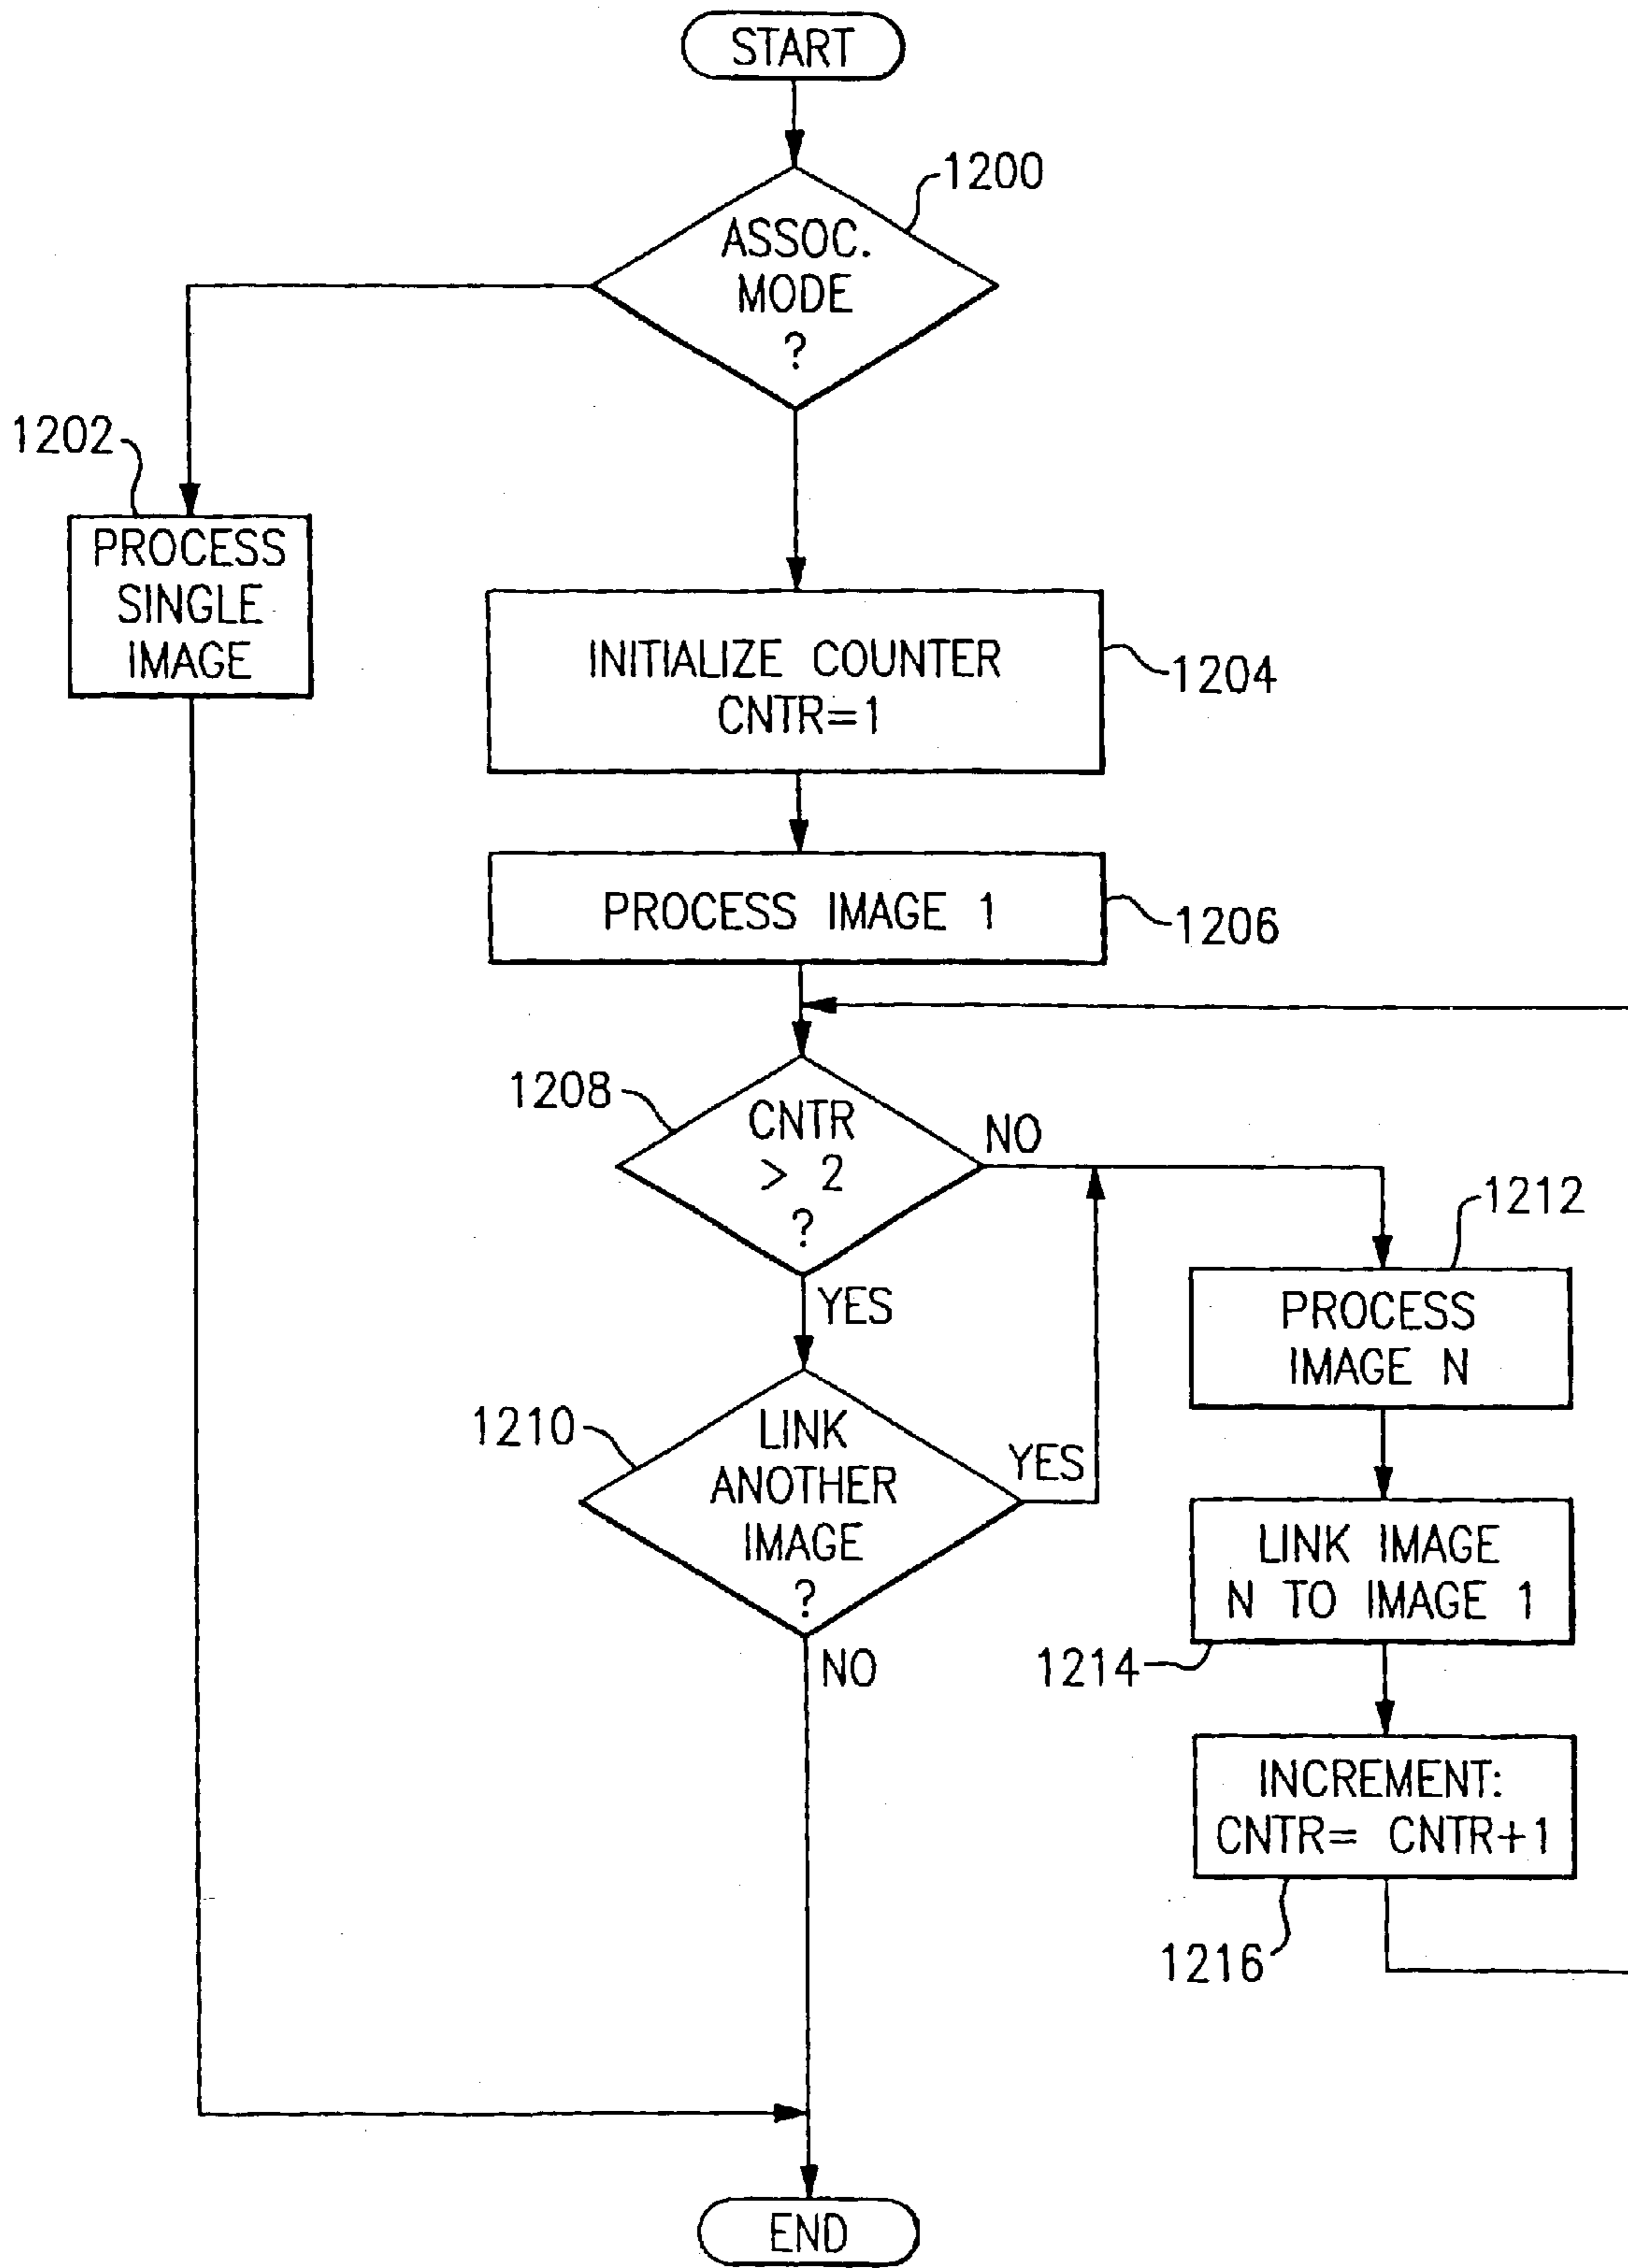 START
1200
ASSOC.
MODE
?
1202
PROCESS
SINGLE
IMAGE
INITIALIZE COUNTER
CNTR=1
1204
PROCESS IMAGE 1
1206
1208
CNTR
> 2
?
NO
YES
1210
LINK
ANOTHER
IMAGE
?
YES
NO
1212
PROCESS
IMAGE N
LINK IMAGE
N TO IMAGE 1
1214
INCREMENT:
CNTR= CNTR+1
1216
END